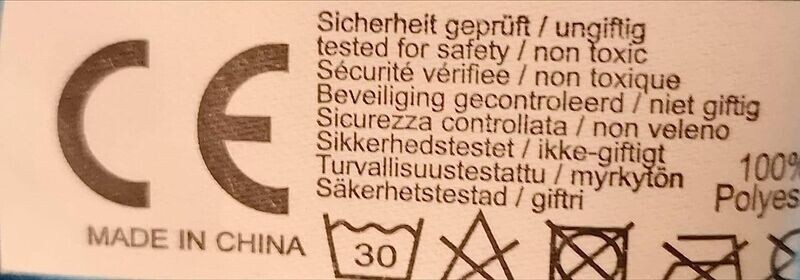 CE
Sicherheit geprüft / ungiftig
tested for safety / non toxic
Sécurité vérifiee / non toxique
Beveiliging gecontroleerd / niet giftig
Sicurezza controllata / non veleno
Sikkerhedstestet / ikke-giftigt
Turvallisuustestattu / myrkytön
Säkerhetstestad / giftri
100%
Polyes
MADE IN CHINA
30